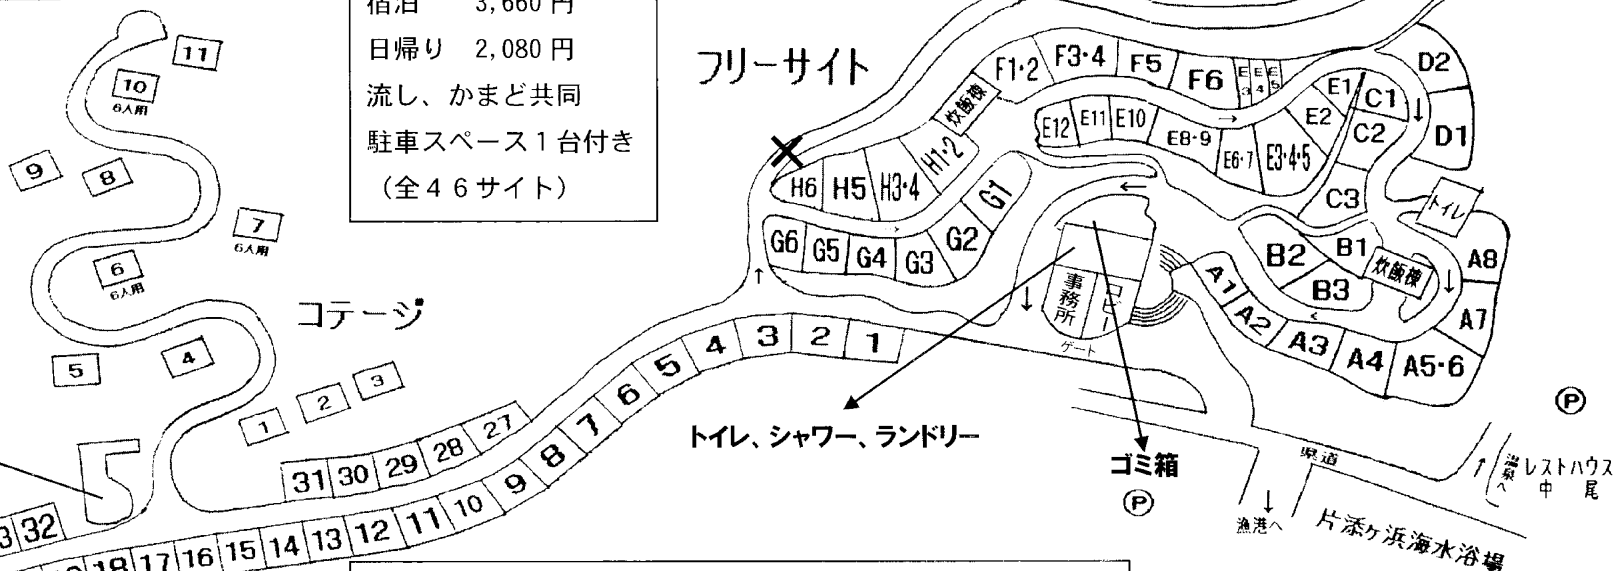 宿泊 3,660 円
日帰り 2,080 円
流し、かまど共同
駐車スペース1台付き
（全46サイト）
フリーサイト
11
10
6人用
9
8
7
6人用
6
6人用
コテージ
5
4
3
2
1
F1・2
F3・4
F5
F6
E3
E4
E5
E1
E2
C1
C2
C3
D2
D1
炊飯棟
E12
E11
E10
E8・9
E6・7
E3・4・5
H6
H5
H3・4
H1・2
G1
G2
G3
G4
G5
G6
トイレ
B1
B2
B3
炊飯棟
A8
A7
A5・6
A4
A3
A2
A1
事務所
ロビー
ゲート
1
2
3
4
5
6
7
8
9
10
11
12
13
14
15
16
17
18
27
28
29
30
31
32
トイレ、シャワー、ランドリー
ゴミ箱
P
P
県道
温泉へ
レストハウス
中尾
漁港へ
片添ヶ浜海水浴場